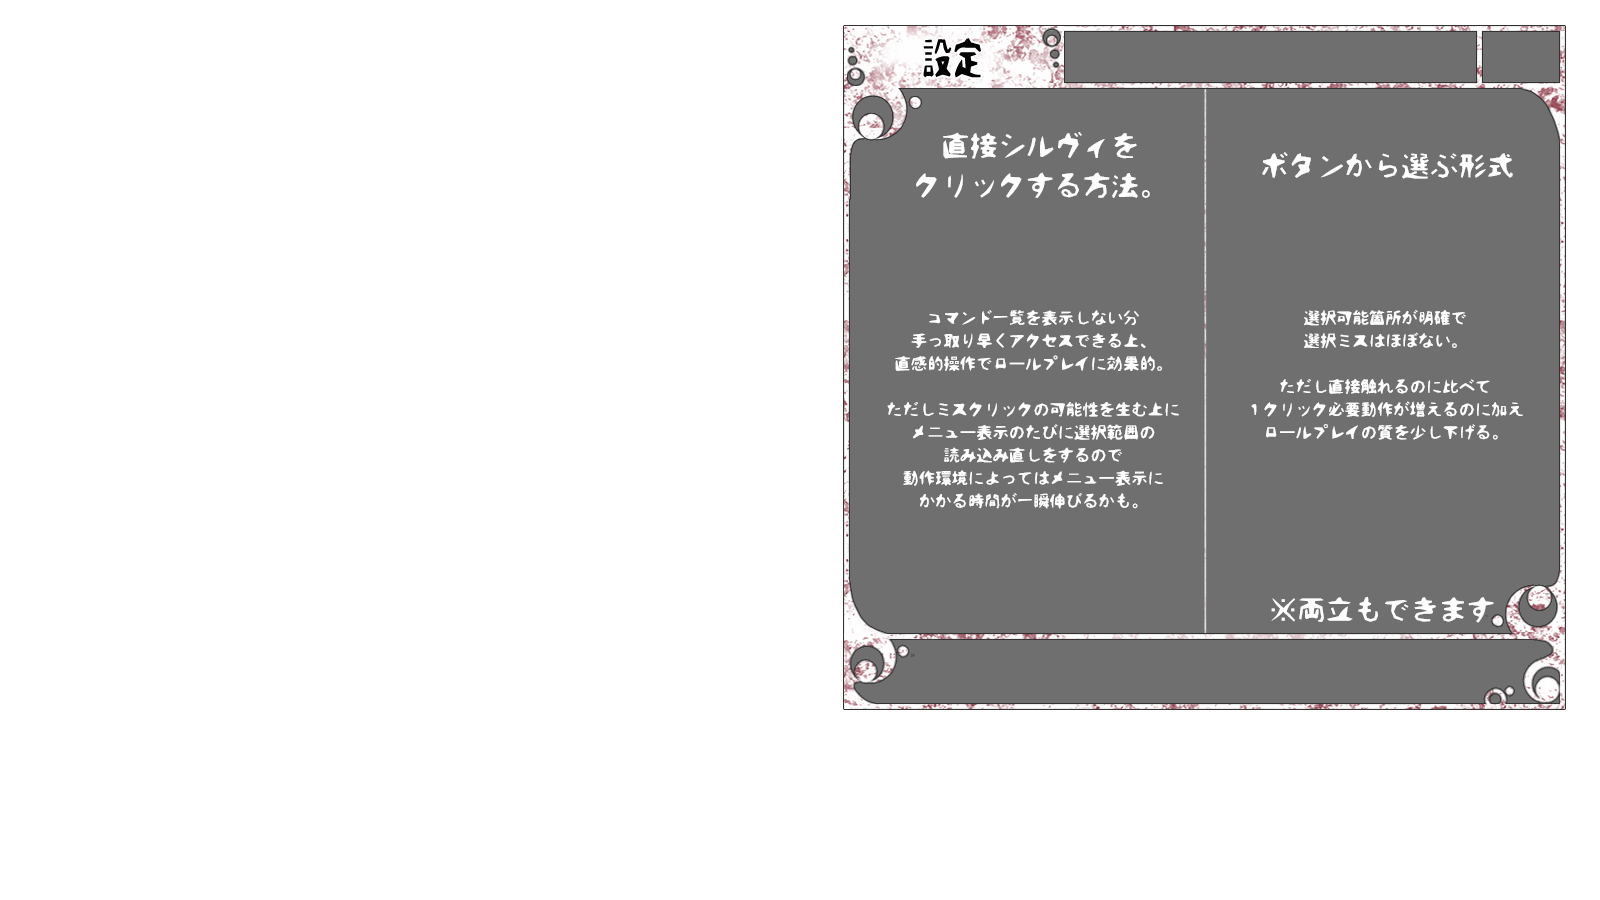 設定
直接シルヴィを
クリックする方法。
コマンド一覧を表示しない分
手っ取り早くアクセスできる上、
直感的操作でロールプレイに効果的。
ただしミスクリックの可能性を生む上に
メニュー表示のたびに選択範囲の
読み込み直しをするので
動作環境によってはメニュー表示に
かかる時間が一瞬伸びるかも。
ボタンから選ぶ形式
選択可能箇所が明確で
選択ミスはほぼない。
ただし直接触れるのに比べて
1クリック必要動作が増えるのに加え
ロールプレイの質を少し下げる。
※両立もできます